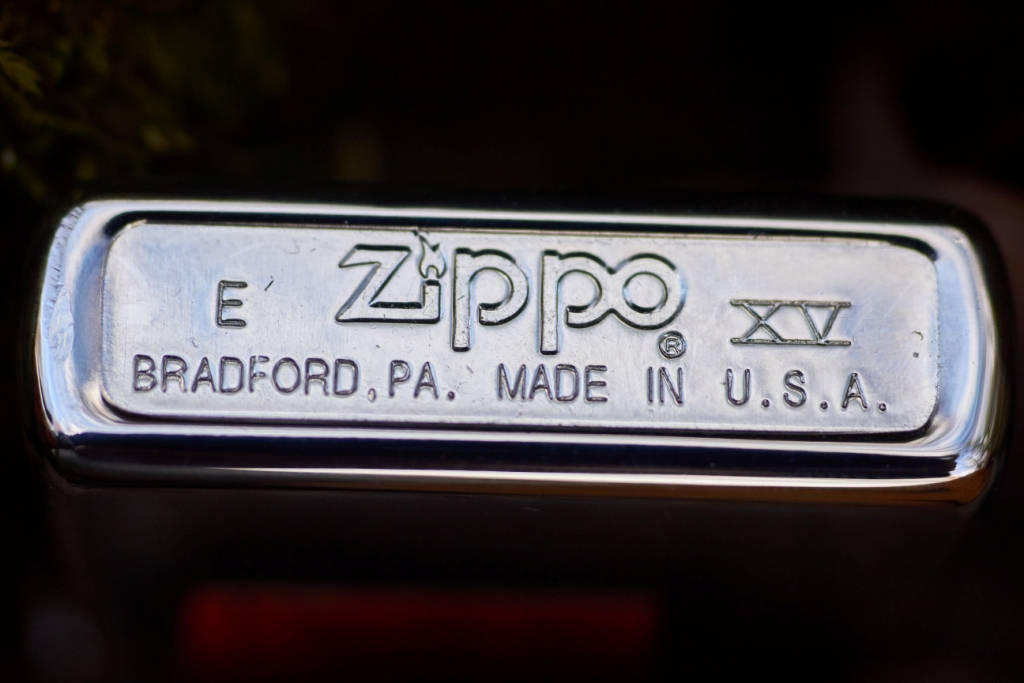 E Zippo® XV
BRADFORD, PA. MADE IN U.S.A.